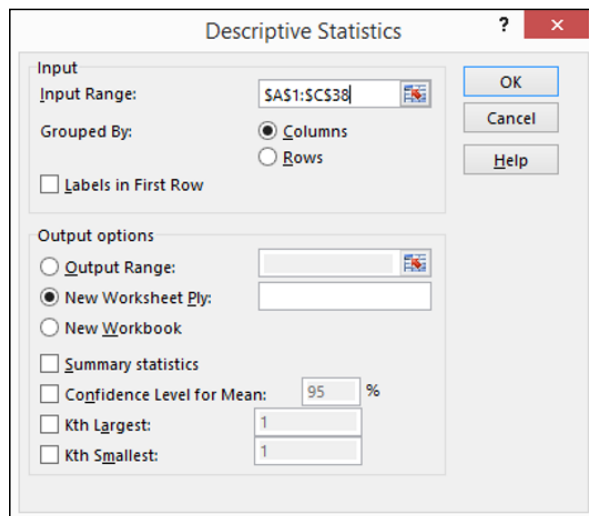 Descriptive Statistics
?
×
Input
Input Range:
$A$1:$C$38
Grouped By:
Columns
Rows
Labels in First Row
OK
Cancel
Help
Output options
Output Range:
New Worksheet Ply:
New Workbook
Summary statistics
Confidence Level for Mean:
95
%
Kth Largest:
1
Kth Smallest:
1